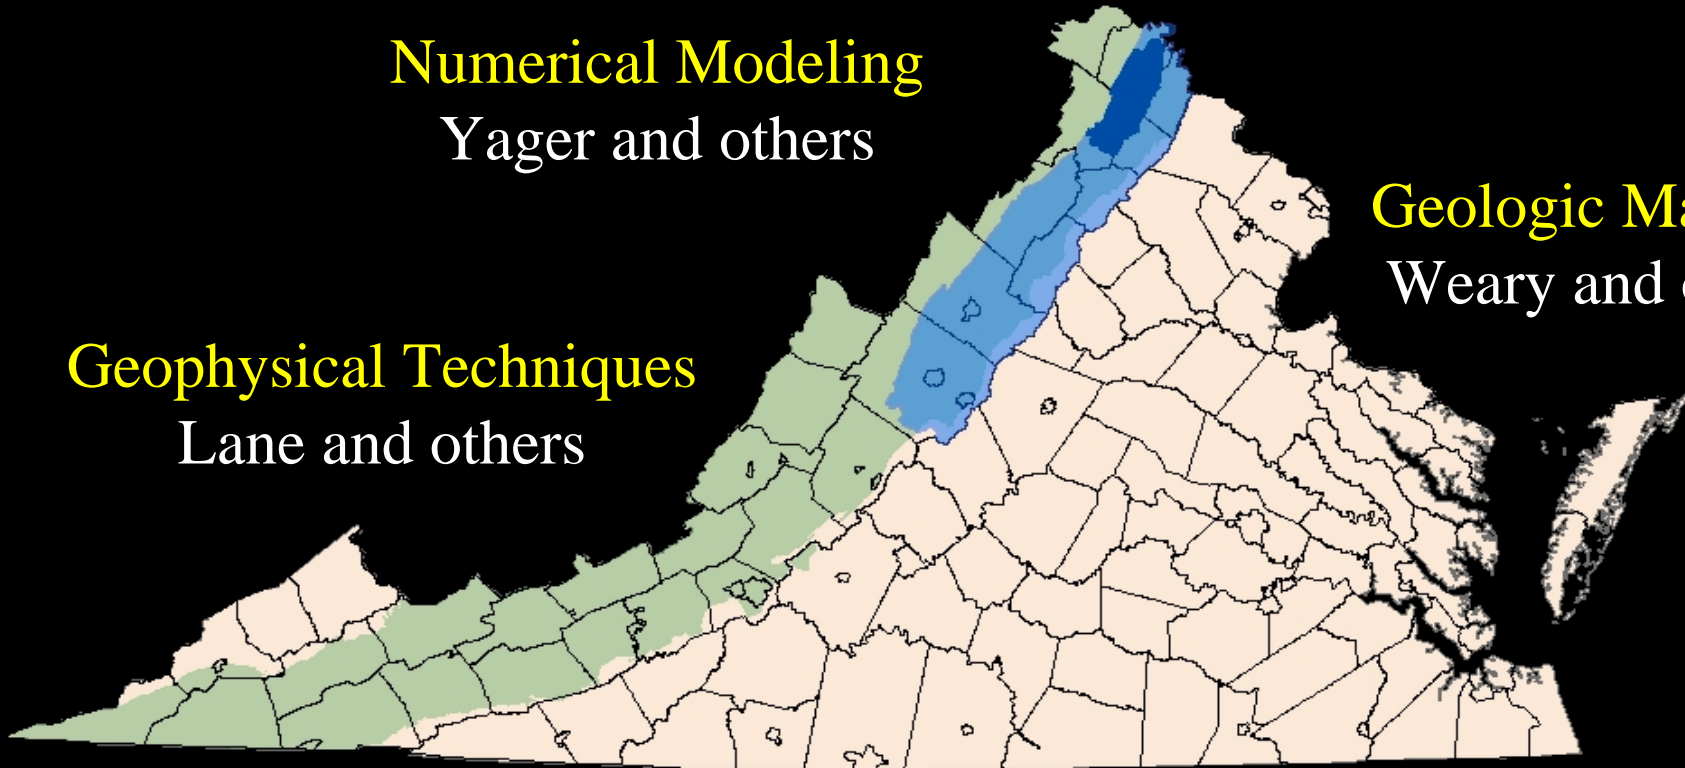 Numerical Modeling
Yager and others
Geologic Ma
Weary and
Geophysical Techniques
Lane and others